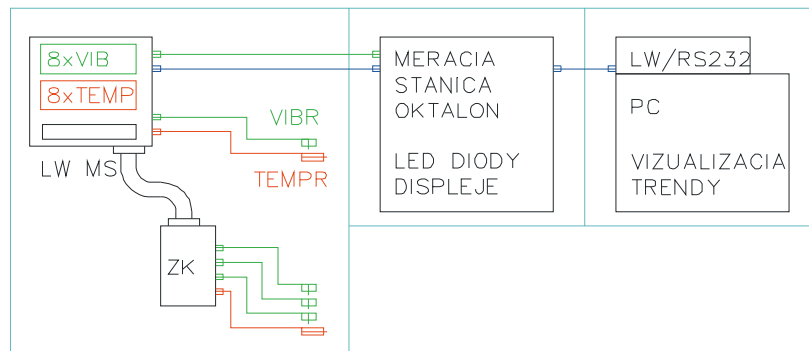 8xVIB
8xTEMP
LW MS
VIBR
TEMPR
ZK
MERACIA
STANICA
OKTALON
LED DIODY
DISPLEJE
LW/RS232
PC
VIZUALIZACIA
TRENDY